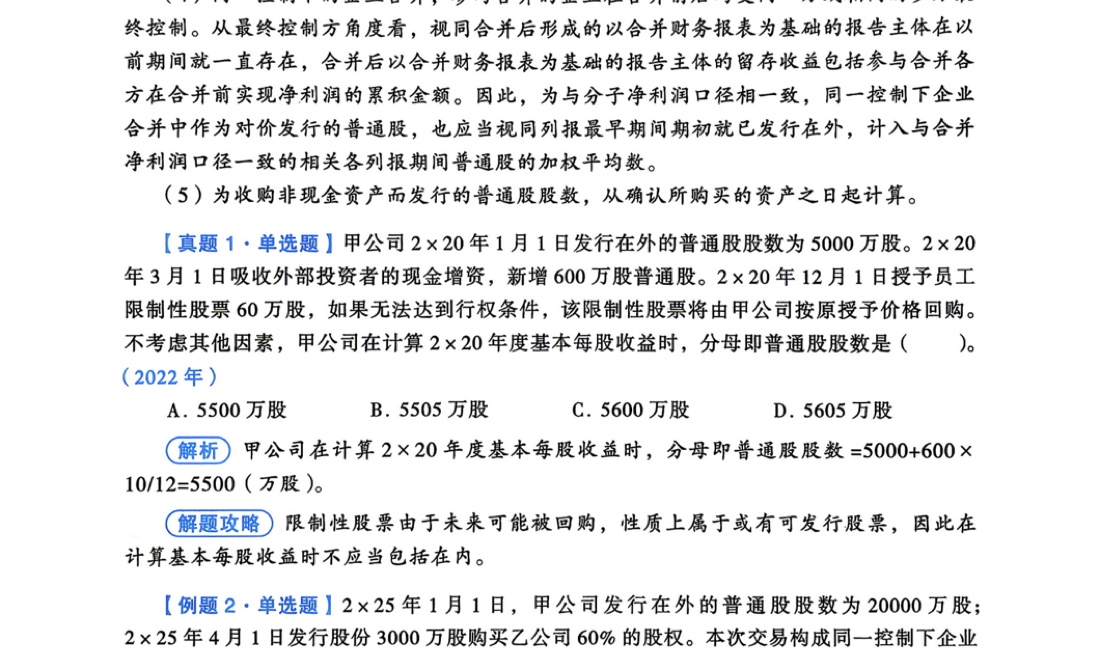 终控制。从最终控制方角度看，视同合并后形成的以合并财务报表为基础的报告主体在以
前期间就一直存在，合并后以合并财务报表为基础的报告主体的留存收益包括参与合并各
方在合并前实现净利润的累积金额。因此，为与分子净利润口径相一致，同一控制下企业
合并中作为对价发行的普通股，也应当视同列报最早期间期初就已发行在外，计入与合并
净利润口径一致的相关各列报期间普通股的加权平均数。
（5）为收购非现金资产而发行的普通股股数，从确认所购买的资产之日起计算。
【真题1·单选题】甲公司2×20年1月1日发行在外的普通股股数为5000万股。2×20
年3月1日吸收外部投资者的现金增资，新增600万股普通股。2×20年12月1日授予员工
限制性股票60万股，如果无法达到行权条件，该限制性股票将由甲公司按原授予价格回购。
不考虑其他因素，甲公司在计算2×20年度基本每股收益时，分母即普通股股数是（　　）。
（2022年）
A. 5500万股 B. 5505万股 C. 5600万股 D. 5605万股
解析 甲公司在计算2×20年度基本每股收益时，分母即普通股股数=5000+600×
10/12=5500（万股）。
解题攻略 限制性股票由于未来可能被回购，性质上属于或有可发行股票，因此在
计算基本每股收益时不应当包括在内。
【例题2·单选题】2×25年1月1日，甲公司发行在外的普通股股数为20000万股；
2×25年4月1日发行股份3000万股购买乙公司60%的股权。本次交易构成同一控制下企业